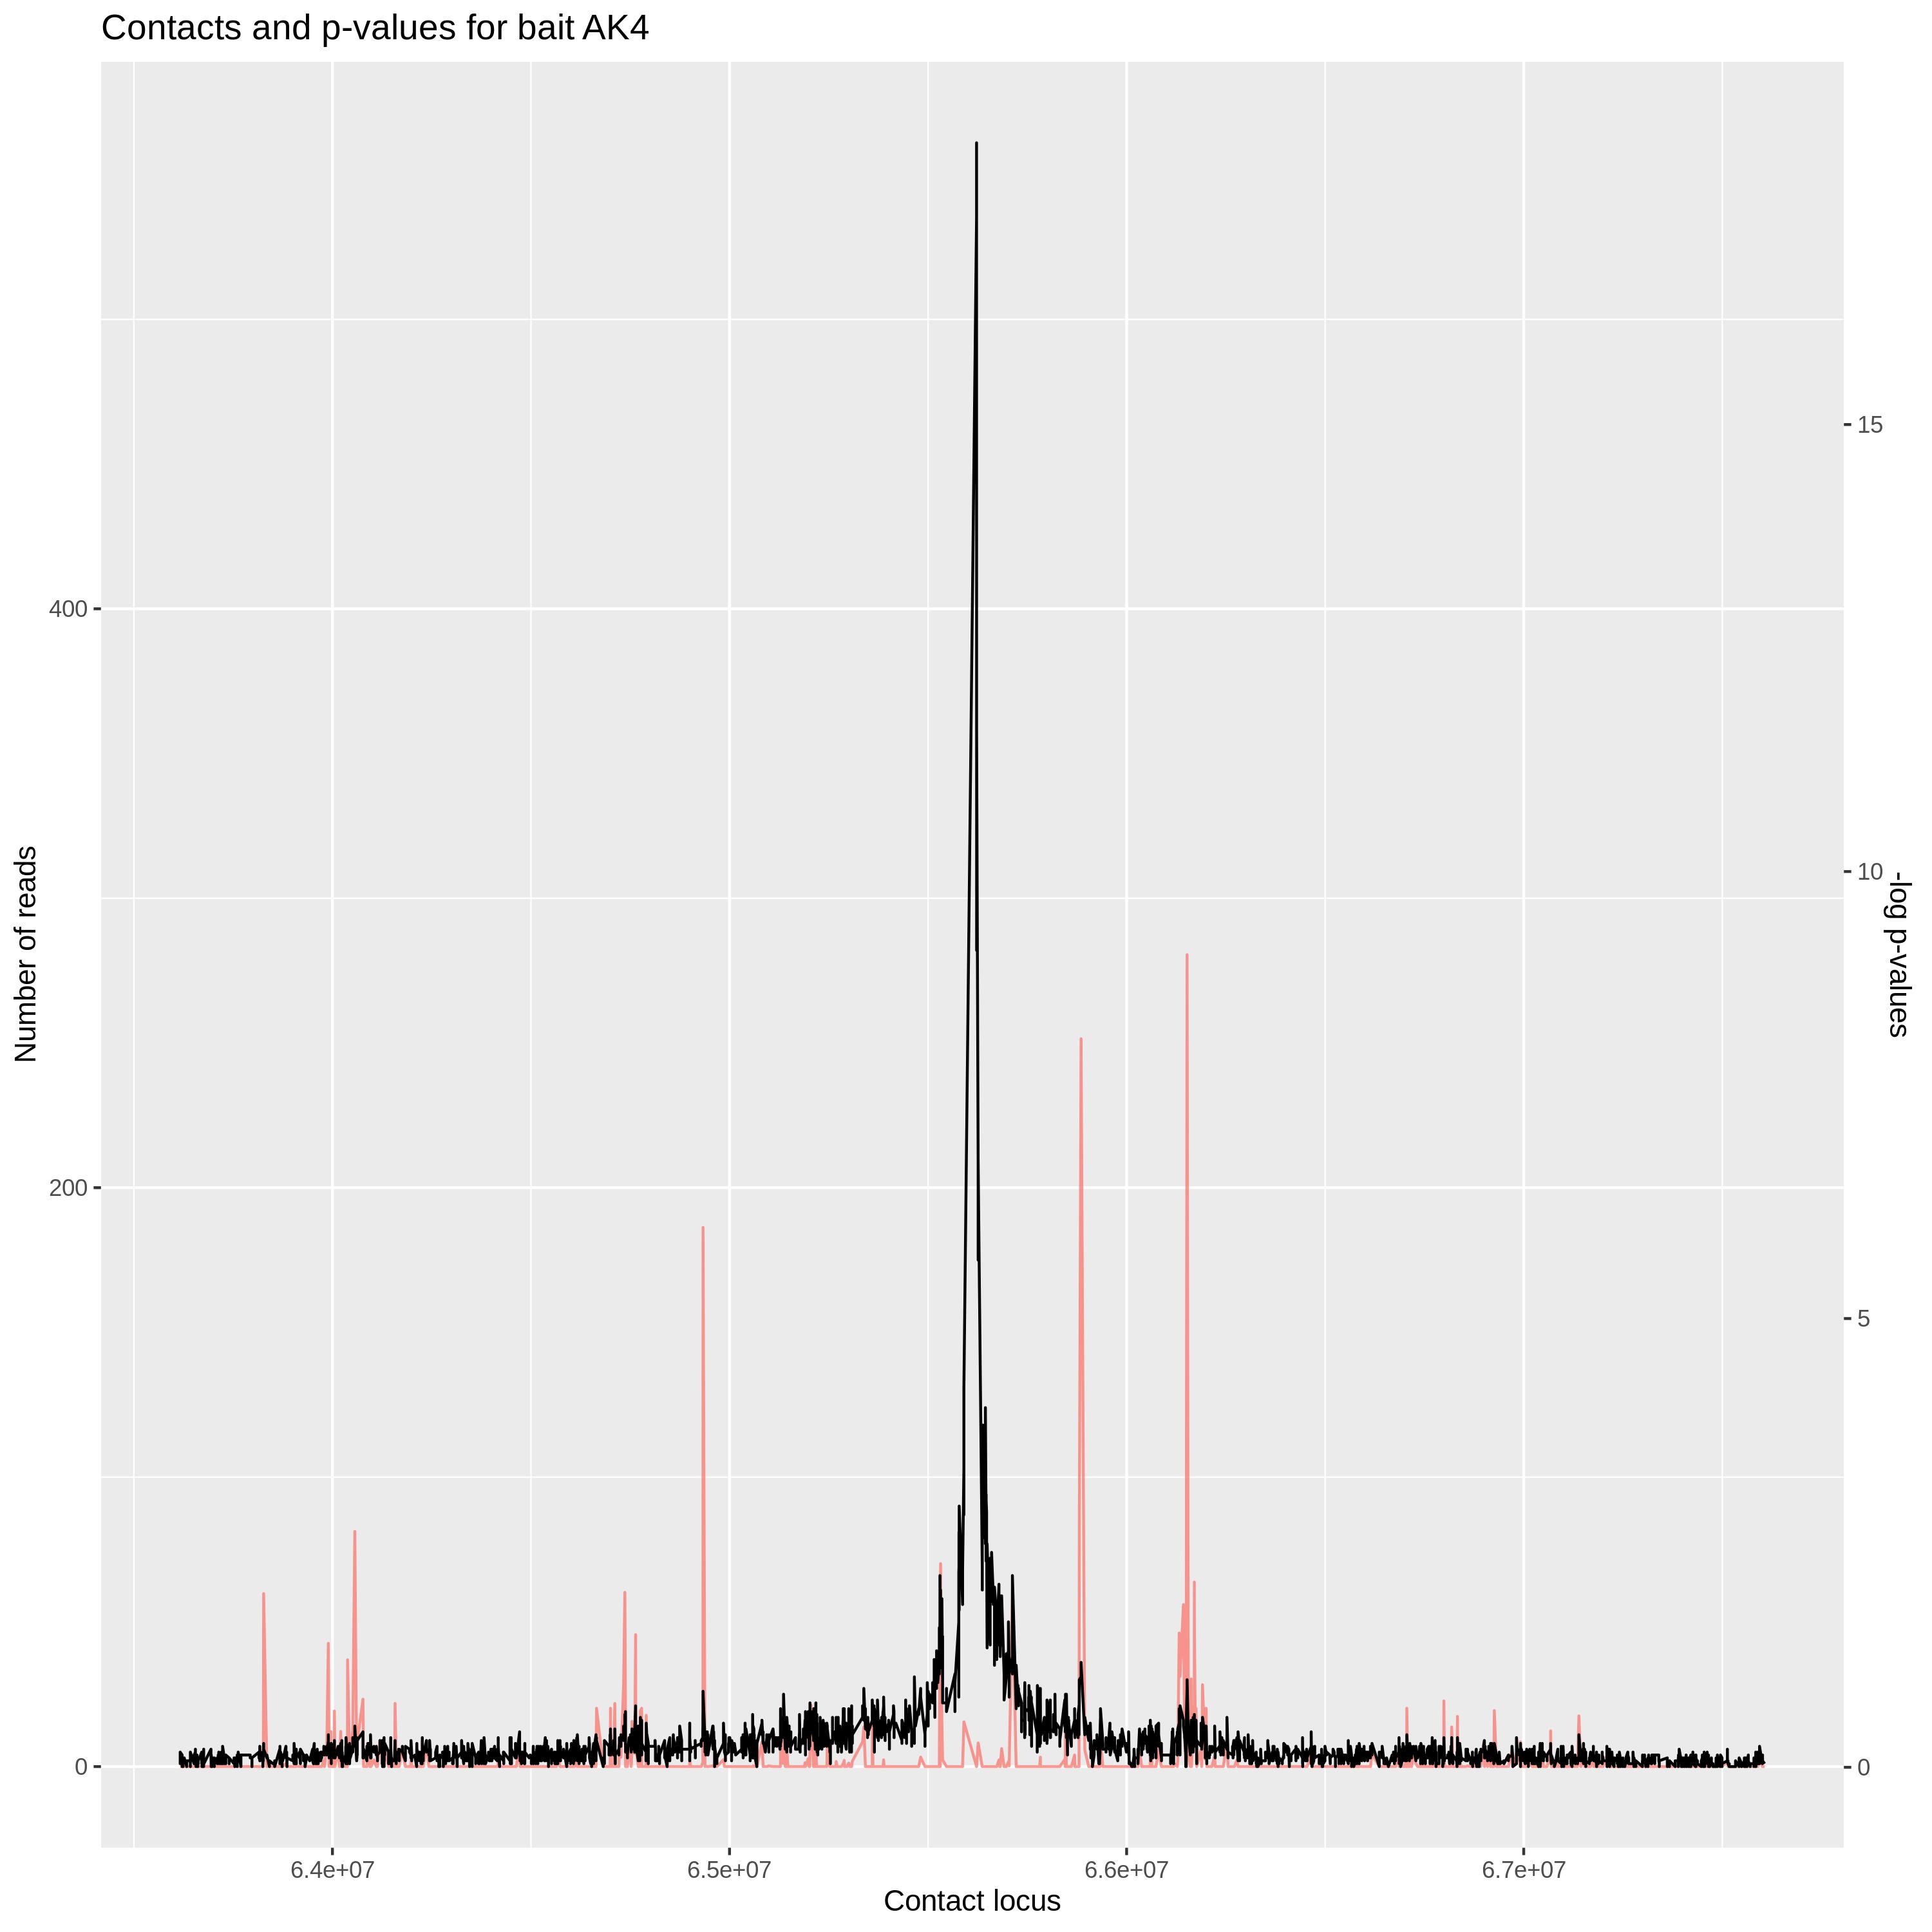 Contacts and p-values for bait AK4
Number of reads
400
200
0
15
10
5
0
-log p-values
6.4e+07
6.5e+07
6.6e+07
6.7e+07
Contact locus